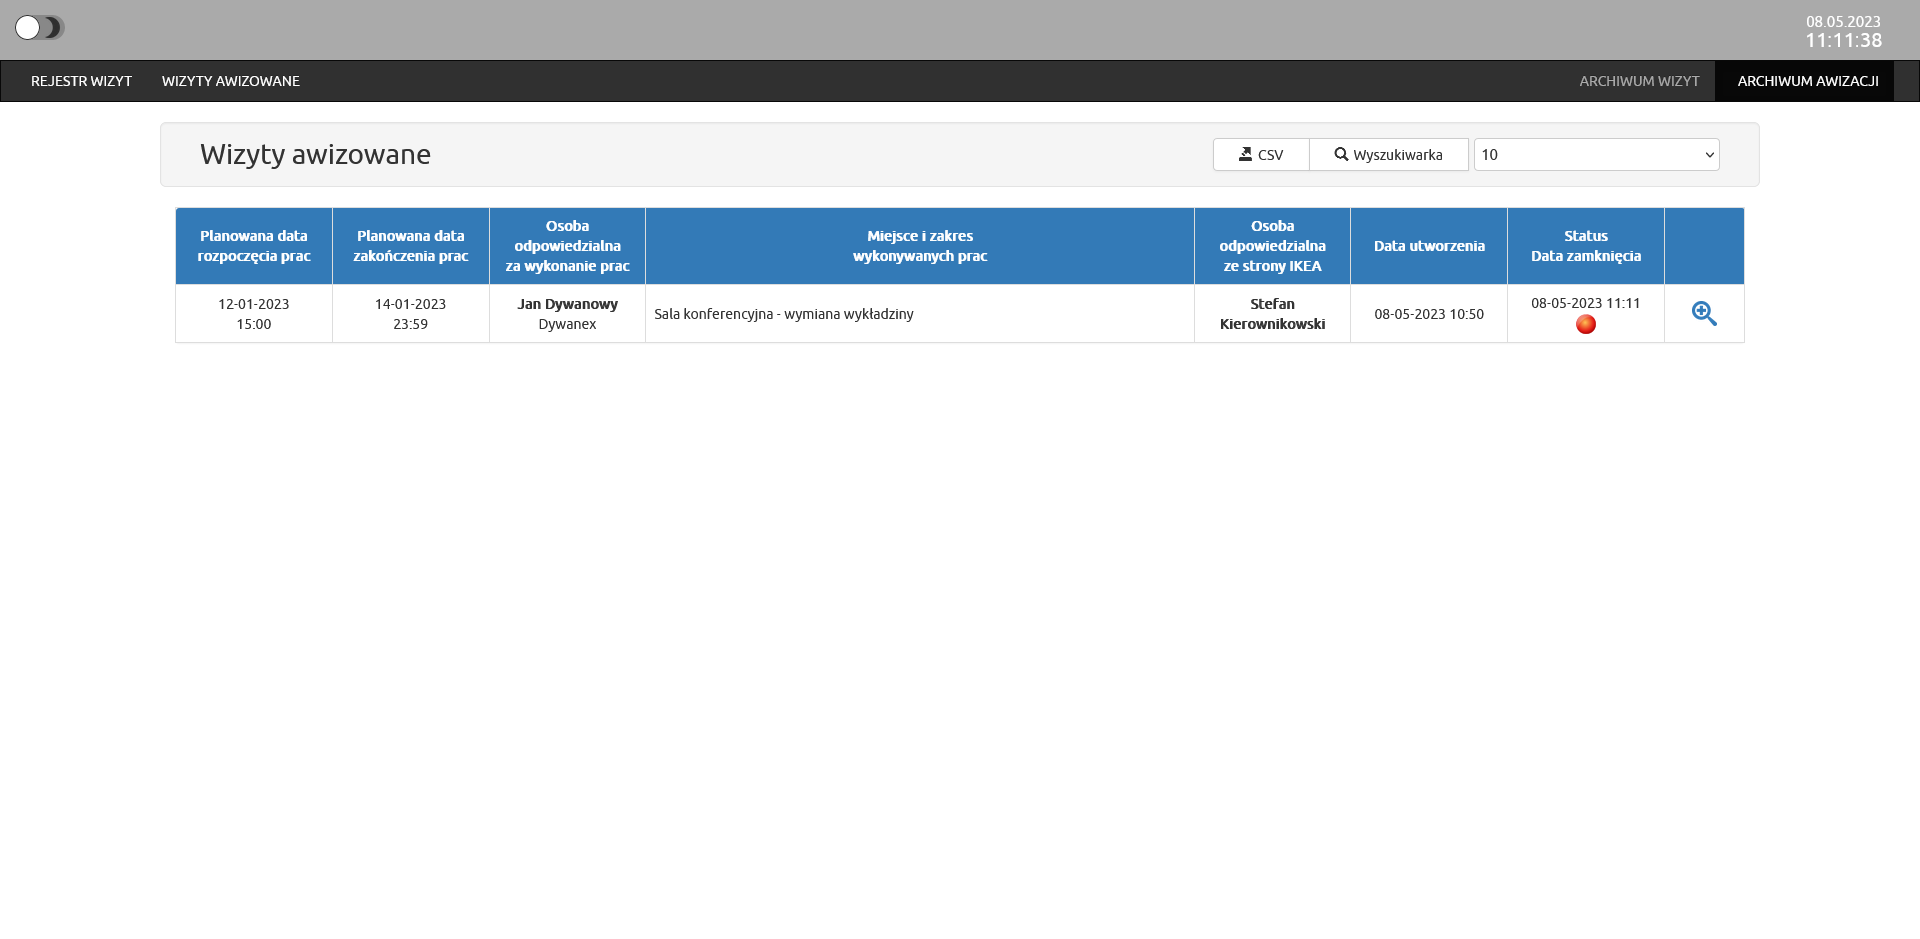 08.05.2023
11:11:38
REJESTR WIZYT
WIZYTY AWIZOWANE
ARCHIWUM WIZYT
ARCHIWUM AWIZACJI
Wizyty awizowane
CSV
Wyszukiwarka
10
Planowana data
rozpoczęcia prac
Planowana data
zakończenia prac
Osoba
odpowiedzialna
za wykonanie prac
Miejsce i zakres
wykonywanych prac
Osoba
odpowiedzialna
ze strony IKEA
Data utworzenia
Status
Data zamknięcia
12-01-2023
15:00
14-01-2023
23:59
Jan Dywanowy
Dywanex
Sala konferencyjna - wymiana wykładziny
Stefan
Kierownikowski
08-05-2023 10:50
08-05-2023 11:11